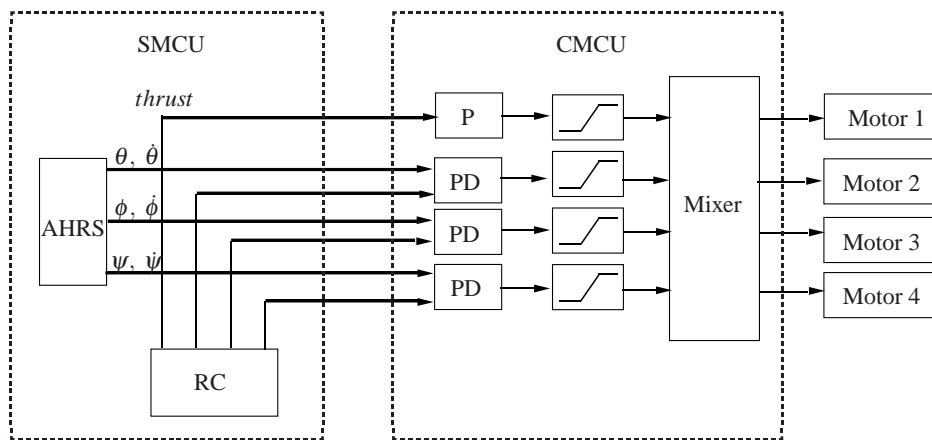 SMCU
CMCU
thrust
P
Motor 1
θ, θ̇
PD
Motor 2
AHRS
ϕ, ϕ̇
PD
Mixer
Motor 3
ψ, ψ̇
PD
Motor 4
RC